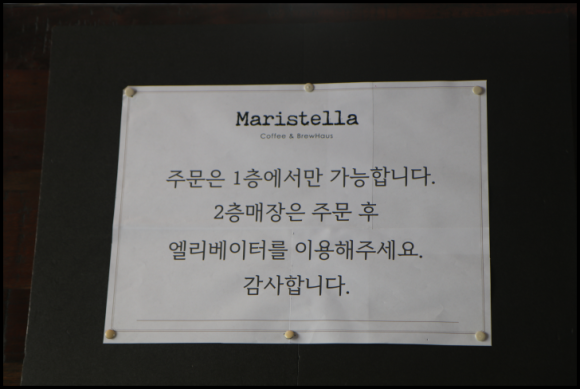 Maristella
Coffee & BrewHaus
주문은 1층에서만 가능합니다.
2층매장은 주문 후
엘리베이터를 이용해주세요.
감사합니다.